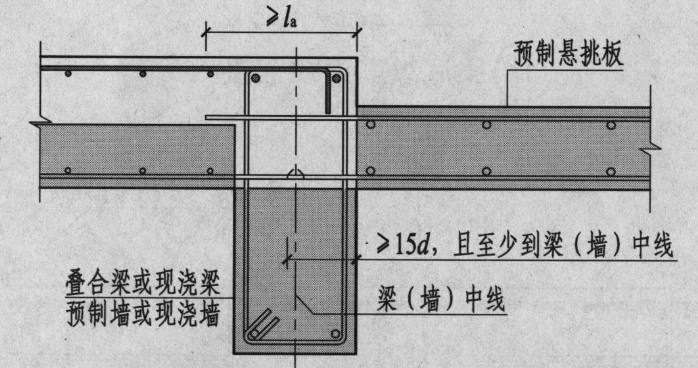 ≥la
预制悬挑板
≥15d，且至少到梁（墙）中线
叠合梁或现浇梁
预制墙或现浇墙
梁（墙）中线